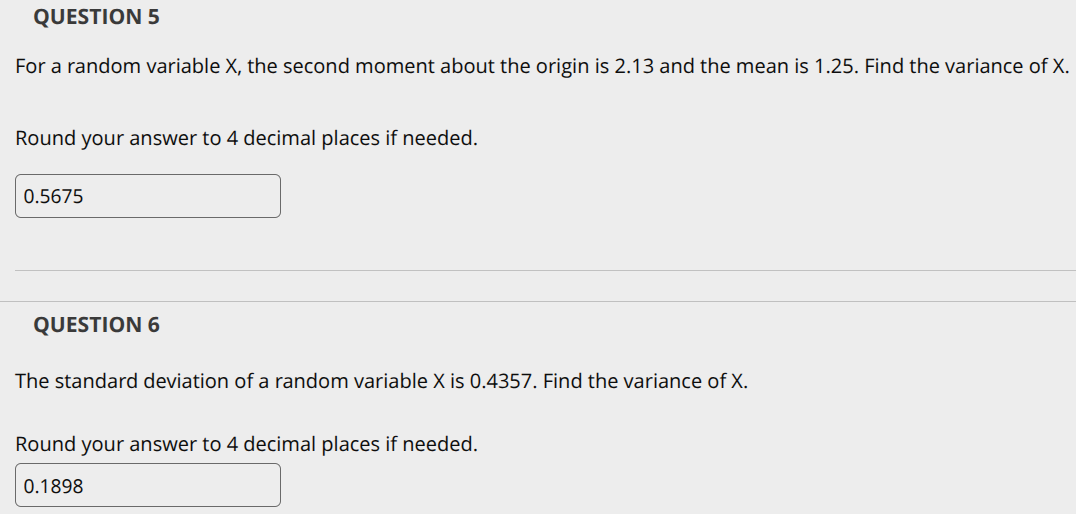 QUESTION 5
For a random variable X, the second moment about the origin is 2.13 and the mean is 1.25. Find the variance of X.
Round your answer to 4 decimal places if needed.
0.5675
QUESTION 6
The standard deviation of a random variable X is 0.4357. Find the variance of X.
Round your answer to 4 decimal places if needed.
0.1898